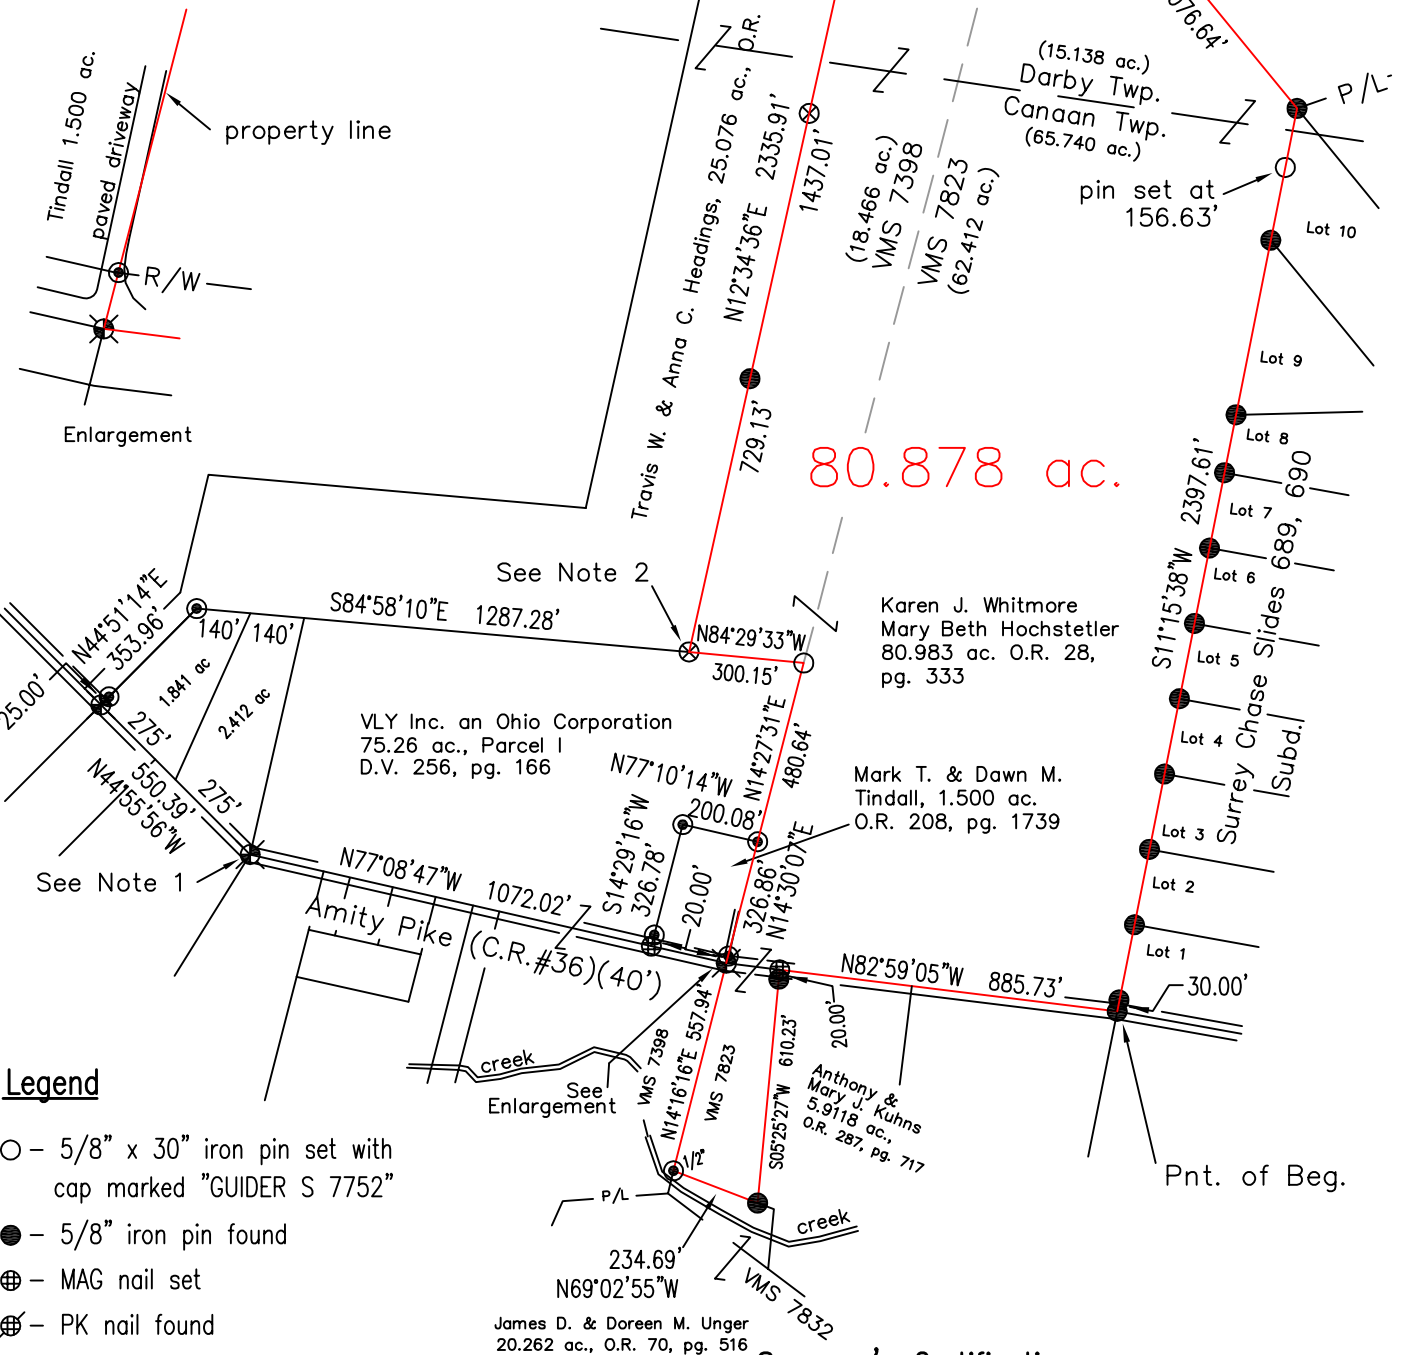 Tindall 1.500 ac.
paved driveway
property line
R/W
Enlargement
O.R.
Travis W. & Anna C. Headings, 25.076 ac.,
N12°34'36"E 2335.91'
1437.01'
729.13'
(15.138 ac.)
Darby Twp.
Canaan Twp.
(65.740 ac.)
(18.466 ac.)
VMS 7398
VMS 7823
(62.412 ac.)
076.64'
P/L
pin set at
156.63'
Lot 10
Lot 9
Lot 8
Lot 7
Lot 6
Lot 5
Lot 4
Lot 3
Lot 2
Lot 1
S11°15'38"W 2397.61'
Surrey Chase Slides 689, 690
Subd.
80.878 ac.
See Note 2
N84°29'33"W
300.15'
Karen J. Whitmore
Mary Beth Hochstetler
80.983 ac. O.R. 28,
pg. 333
N44°51'14"E
353.96'
25.00'
140'
140'
S84°58'10"E 1287.28'
1.841 ac
2.412 ac
275'
275'
550.39'
N44°55'56"W
See Note 1
VLY Inc. an Ohio Corporation
75.26 ac., Parcel I
D.V. 256, pg. 166
N14°27'31"E
480.64'
N77°10'14"W
200.08'
Mark T. & Dawn M.
Tindall, 1.500 ac.
O.R. 208, pg. 1739
S14°29'16"W
326.78'
20.00'
326.86'
N14°30'07"E
N77°08'47"W 1072.02'
Amity Pike (C.R.#36)(40')
N82°59'05"W 885.73'
30.00'
20.00'
Pnt. of Beg.
creek
See
Enlargement
VMS 7398
N14°16'16"E 557.94'
VMS 7823
S05°25'27"W 610.23'
Anthony &
Mary J. Kuhns
5.9118 ac.,
O.R. 287, pg. 717
1/2"
P/L
creek
234.69'
N69°02'55"W
VMS 7832
James D. & Doreen M. Unger
20.262 ac., O.R. 70, pg. 516
Legend
– 5/8" x 30" iron pin set with
cap marked "GUIDER S 7752"
– 5/8" iron pin found
– MAG nail set
– PK nail found